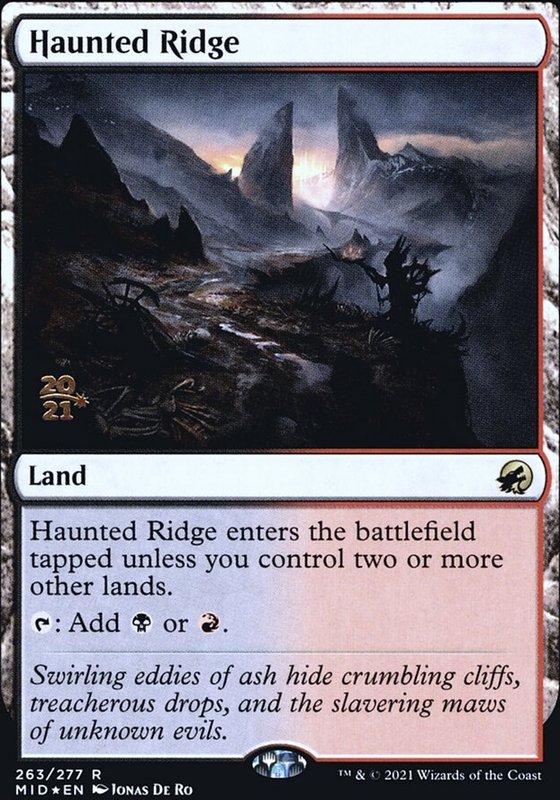 Haunted Ridge
20
21
Land
Haunted Ridge enters the battlefield
tapped unless you control two or more
other lands.
: Add or .
Swirling eddies of ash hide crumbling cliffs,
treacherous drops, and the slavering maws
of unknown evils.
263/277 R
MID★EN Jonas De Ro
™ & © 2021 Wizards of the Coast